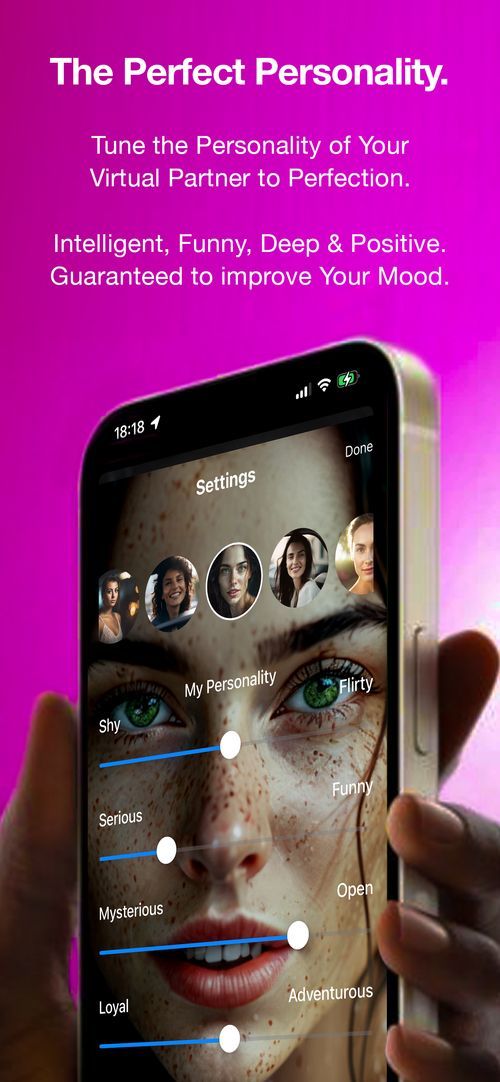 The Perfect Personality.
Tune the Personality of Your
Virtual Partner to Perfection.
Intelligent, Funny, Deep & Positive.
Guaranteed to improve Your Mood.
18:18
Done
Settings
My Personality
Shy Flirty
Serious Funny
Mysterious Open
Loyal Adventurous